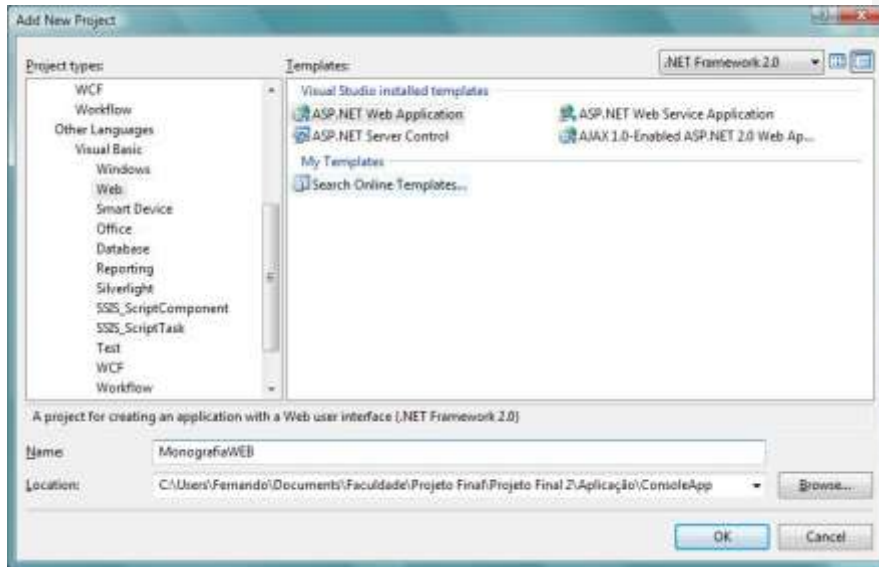 Add New Project
Project types:
Templates:
.NET Framework 2.0
WCF
Workflow
Other Languages
Visual Basic
Windows
Web
Smart Device
Office
Database
Reporting
Silverlight
SSIS_ScriptComponent
SSIS_ScriptTask
Test
WCF
Workflow
Visual Studio installed templates
ASP.NET Web Application
ASP.NET Web Service Application
ASP.NET Server Control
AJAX 1.0-Enabled ASP.NET 2.0 Web Ap...
My Templates
Search Online Templates...
A project for creating an application with a Web user interface (.NET Framework 2.0)
Name:
MonografiaWEB
Location:
C:\Users\Fernando\Documents\Faculdade\Projeto Final\Projeto Final 2\Aplicação\ConsoleApp
Browse...
OK
Cancel